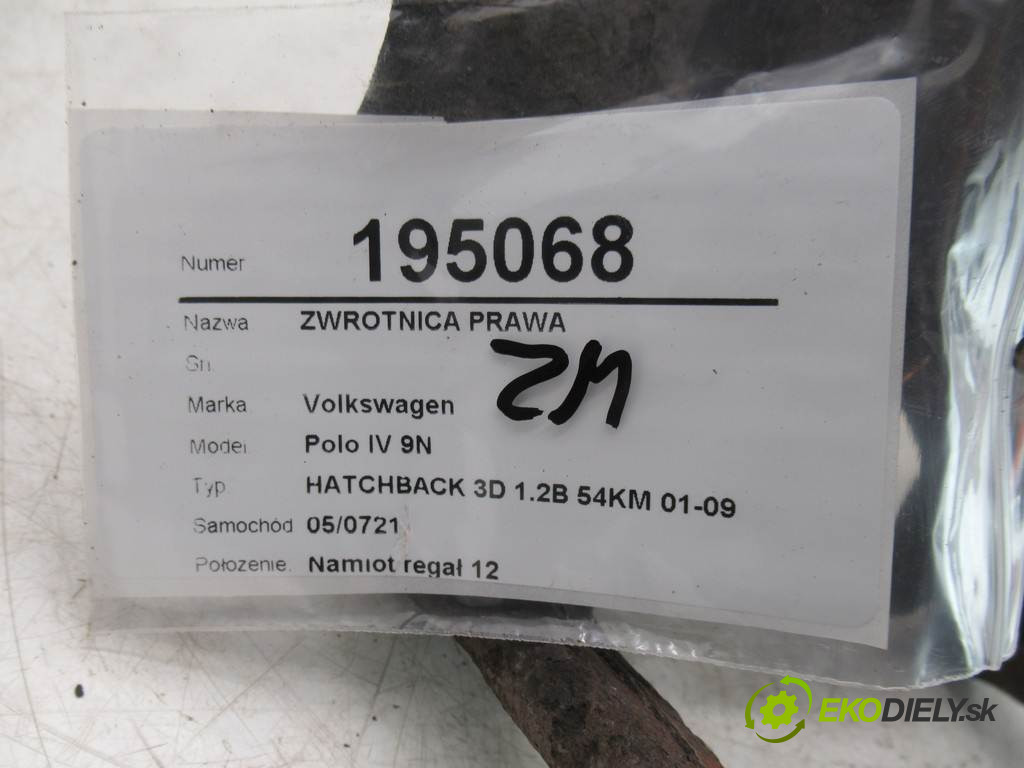 Numer 195068
Nazwa ZWROTNICA PRAWA
Sn.
Marka Volkswagen
Model Polo IV 9N
Typ HATCHBACK 3D 1.2B 54KM 01-09
Samochód 05/0721
Położenie. Namiot regał 12
EKODIELY.sk